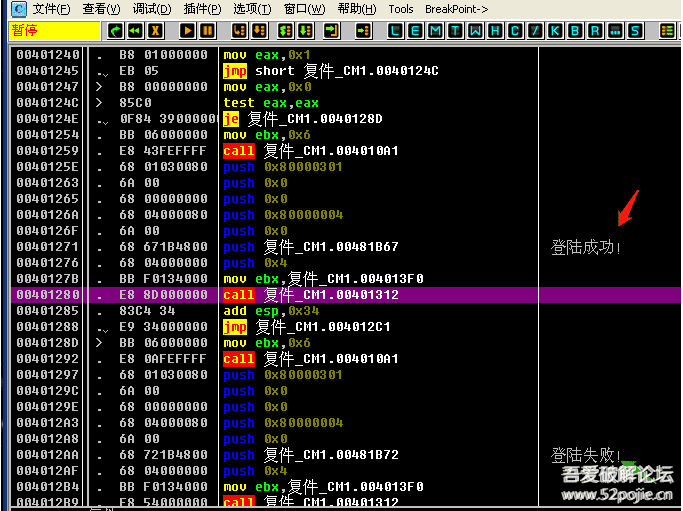 文件(F) 查看(V) 调试(D) 插件(P) 选项(T) 窗口(W) 帮助(H) Tools BreakPoint->
暂停 L E M T W H C / K B R ... S
00401240 . B8 01000000 mov eax,0x1
00401245 . EB 05 jmp short 复件_CM1.0040124C
00401247 > B8 00000000 mov eax,0x0
0040124C > 85C0 test eax,eax
0040124E . 0F84 39000000 je 复件_CM1.0040128D
00401254 . BB 06000000 mov ebx,0x6
00401259 . E8 43FEFFFF call 复件_CM1.004010A1
0040125E . 68 01030080 push 0x80000301
00401263 . 6A 00 push 0x0
00401265 . 68 00000000 push 0x0
0040126A . 68 04000080 push 0x80000004
0040126F . 6A 00 push 0x0
00401271 . 68 671B4800 push 复件_CM1.00481B67 登陆成功!
00401276 . 68 04000000 push 0x4
0040127B . BB F0134000 mov ebx,复件_CM1.004013F0
00401280 . E8 8D000000 call 复件_CM1.00401312
00401285 . 83C4 34 add esp,0x34
00401288 . E9 34000000 jmp 复件_CM1.004012C1
0040128D > BB 06000000 mov ebx,0x6
00401292 . E8 0AFEFFFF call 复件_CM1.004010A1
00401297 . 68 01030080 push 0x80000301
0040129C . 6A 00 push 0x0
0040129E . 68 00000000 push 0x0
004012A3 . 68 04000080 push 0x80000004
004012A8 . 6A 00 push 0x0
004012AA . 68 721B4800 push 复件_CM1.00481B72 登陆失败!
004012AF . 68 04000000 push 0x4
004012B4 . BB F0134000 mov ebx,复件_CM1.004013F0
004012B9 . E8 54000000 call 复件_CM1.00401312
吾爱破解论坛
www.52pojie.cn